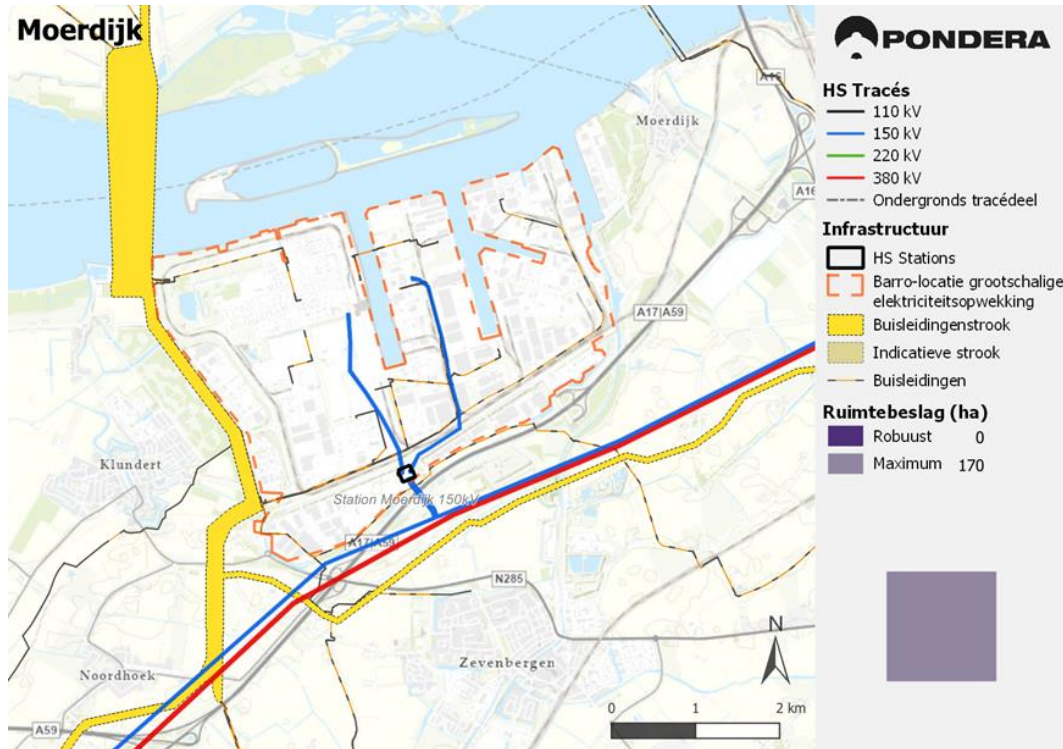 Moerdijk
Moerdijk
A16
A16
A17|A59
Klundert
Station Moerdijk 150kV
A17|A59
N285
Zevenbergen
Noordhoek
A59
N
0 1 2 km
PONDERA
HS Tracés
110 kV
150 kV
220 kV
380 kV
Ondergronds tracédeel
Infrastructuur
HS Stations
Barro-locatie grootschalige
elektriciteitsopwekking
Buisleidingenstrook
Indicatieve strook
Buisleidingen
Ruimtebeslag (ha)
Robuust 0
Maximum 170